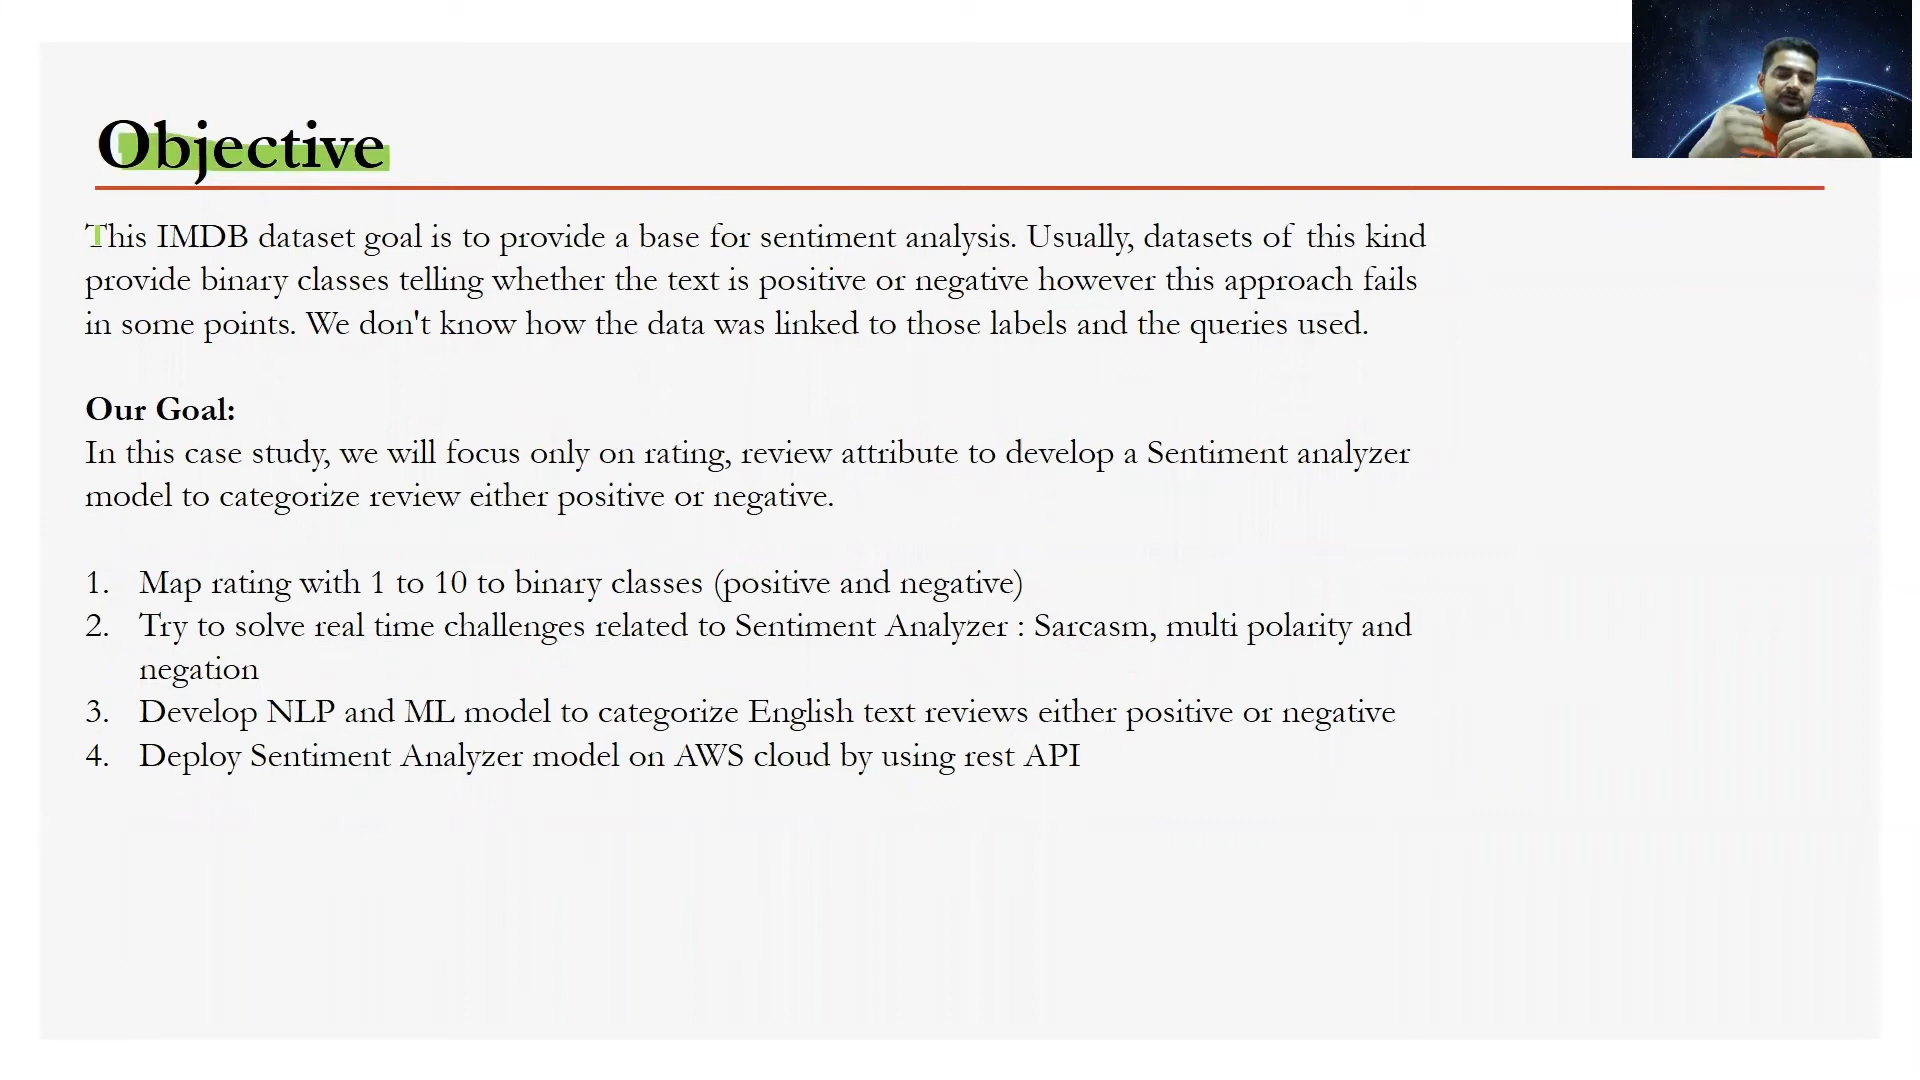 Objective
This IMDB dataset goal is to provide a base for sentiment analysis. Usually, datasets of this kind
provide binary classes telling whether the text is positive or negative however this approach fails
in some points. We don't know how the data was linked to those labels and the queries used.
Our Goal:
In this case study, we will focus only on rating, review attribute to develop a Sentiment analyzer
model to categorize review either positive or negative.
1. Map rating with 1 to 10 to binary classes (positive and negative)
2. Try to solve real time challenges related to Sentiment Analyzer : Sarcasm, multi polarity and
negation
3. Develop NLP and ML model to categorize English text reviews either positive or negative
4. Deploy Sentiment Analyzer model on AWS cloud by using rest API